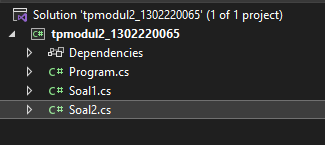 Solution 'tpmodul2_1302220065' (1 of 1 project)
tpmodul2_1302220065
Dependencies
C# Program.cs
C# Soal1.cs
C# Soal2.cs